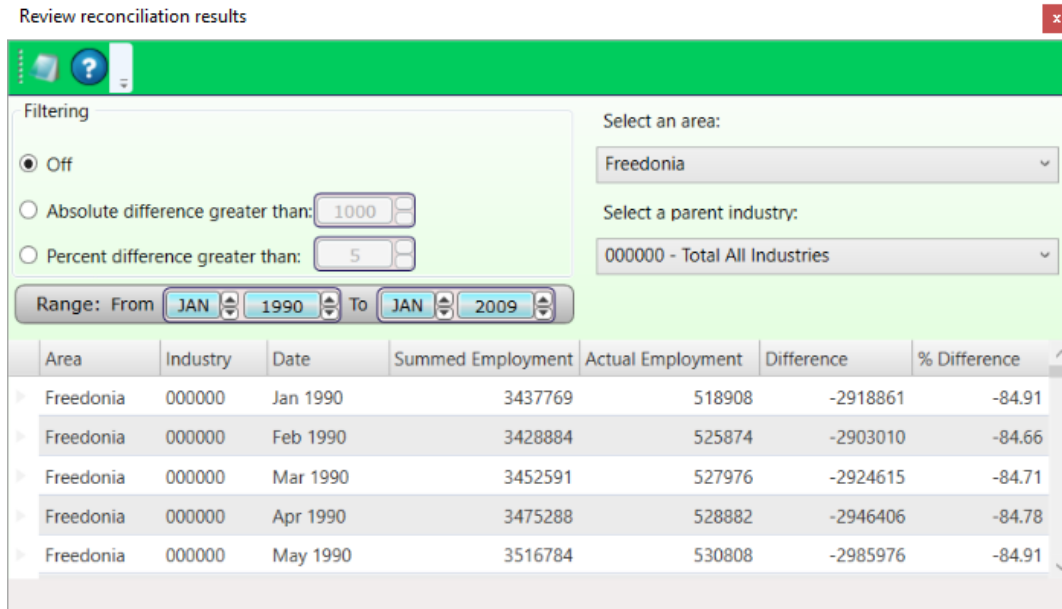 Review reconciliation results
x
?
Filtering
Off
Absolute difference greater than: 1000
Percent difference greater than: 5
Select an area:
Freedonia
Select a parent industry:
000000 - Total All Industries
Range: From JAN 1990 To JAN 2009
Area Industry Date Summed Employment Actual Employment Difference % Difference
Freedonia 000000 Jan 1990 3437769 518908 -2918861 -84.91
Freedonia 000000 Feb 1990 3428884 525874 -2903010 -84.66
Freedonia 000000 Mar 1990 3452591 527976 -2924615 -84.71
Freedonia 000000 Apr 1990 3475288 528882 -2946406 -84.78
Freedonia 000000 May 1990 3516784 530808 -2985976 -84.91